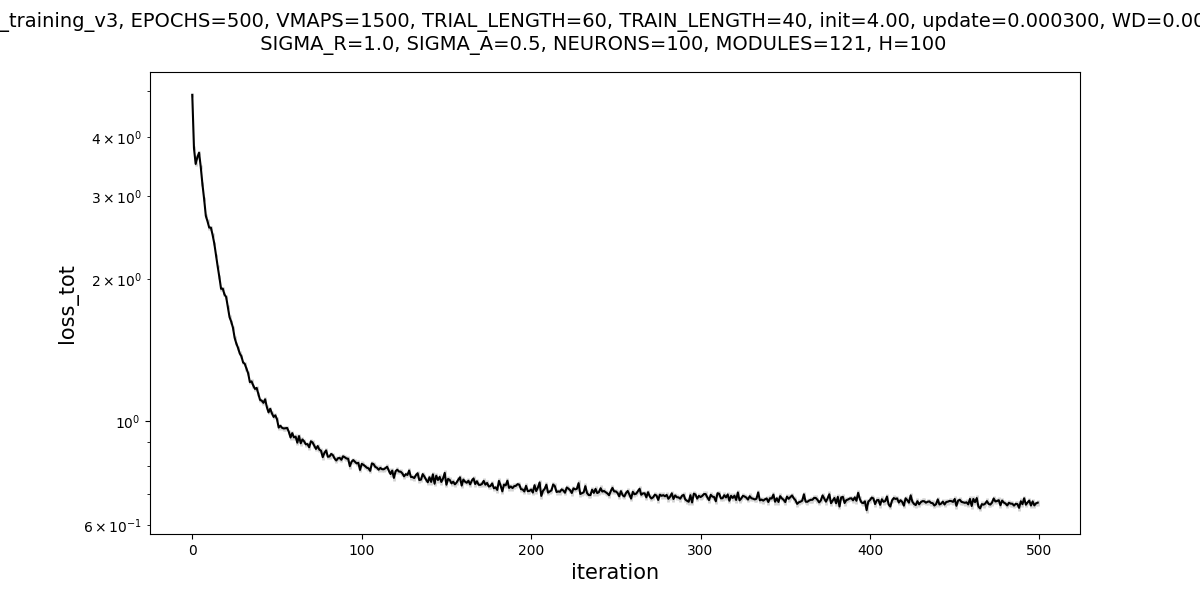 _training_v3, EPOCHS=500, VMAPS=1500, TRIAL_LENGTH=60, TRAIN_LENGTH=40, init=4.00, update=0.000300, WD=0.00
SIGMA_R=1.0, SIGMA_A=0.5, NEURONS=100, MODULES=121, H=100
4 × 10⁰
3 × 10⁰
2 × 10⁰
10⁰
6 × 10⁻¹
loss_tot
0 100 200 300 400 500
iteration